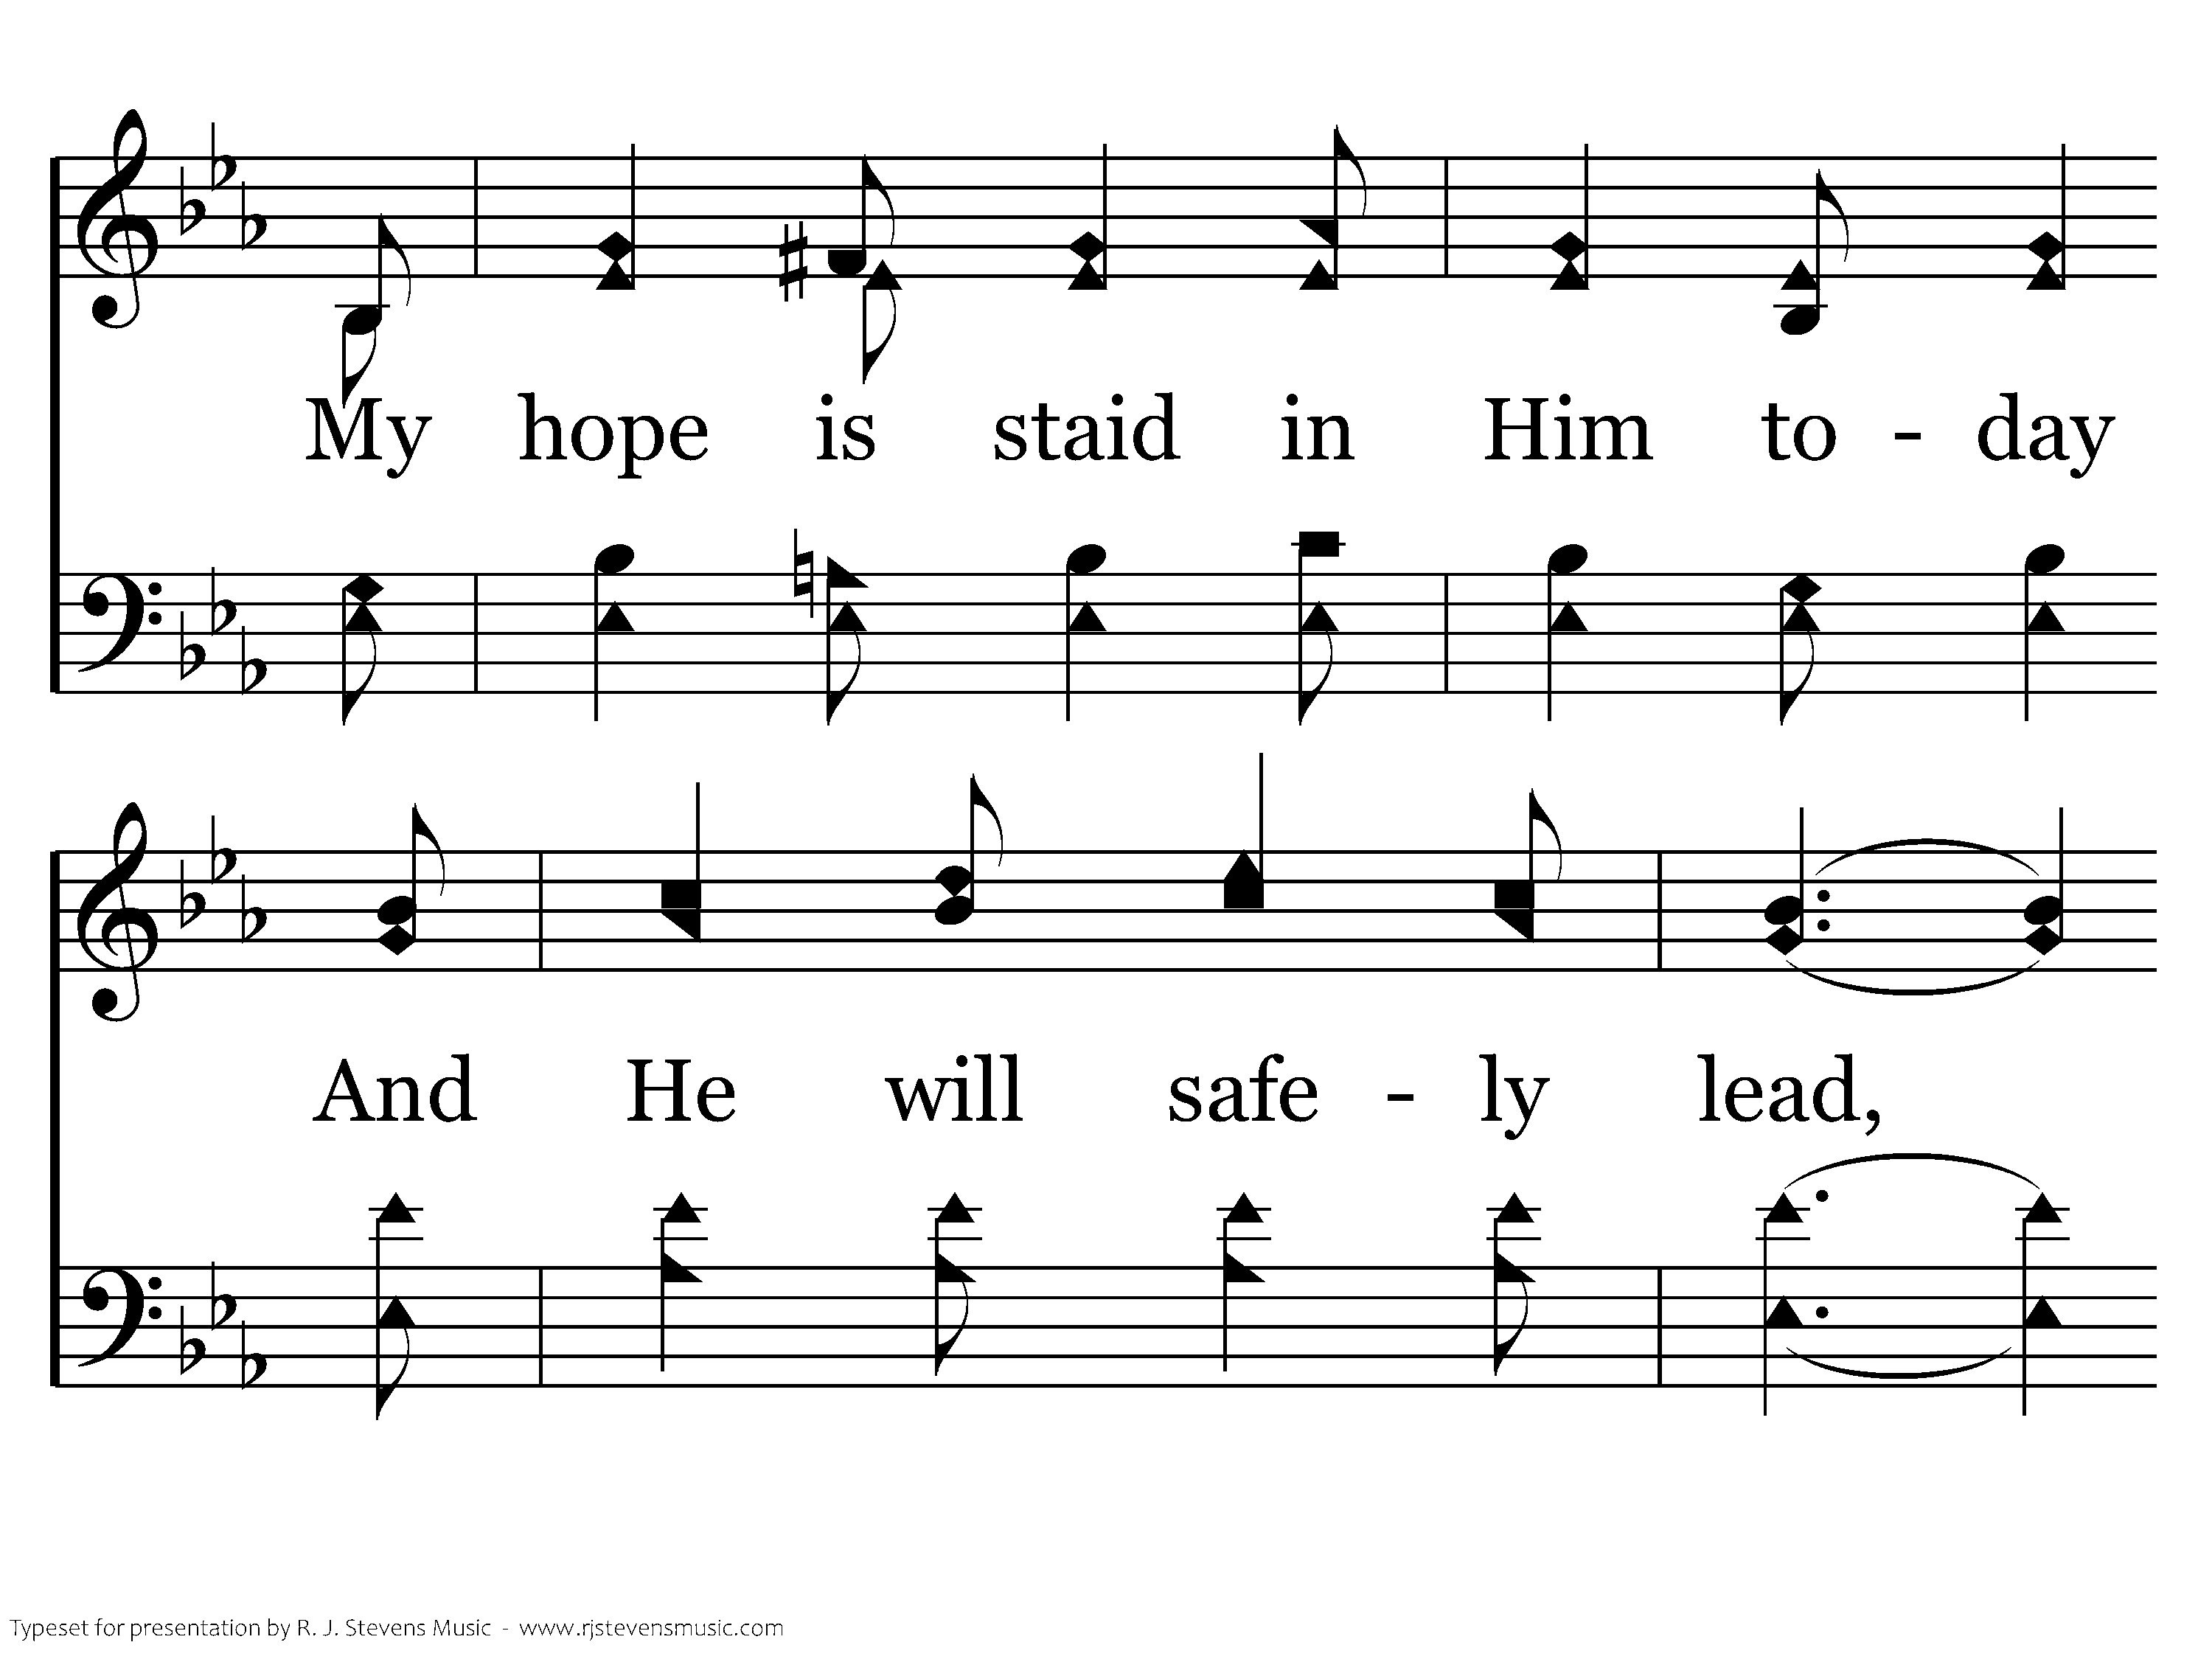 My hope is staid in Him to - day
And He will safe - ly lead,
Typeset for presentation by R. J. Stevens Music - www.rjstevensmusic.com